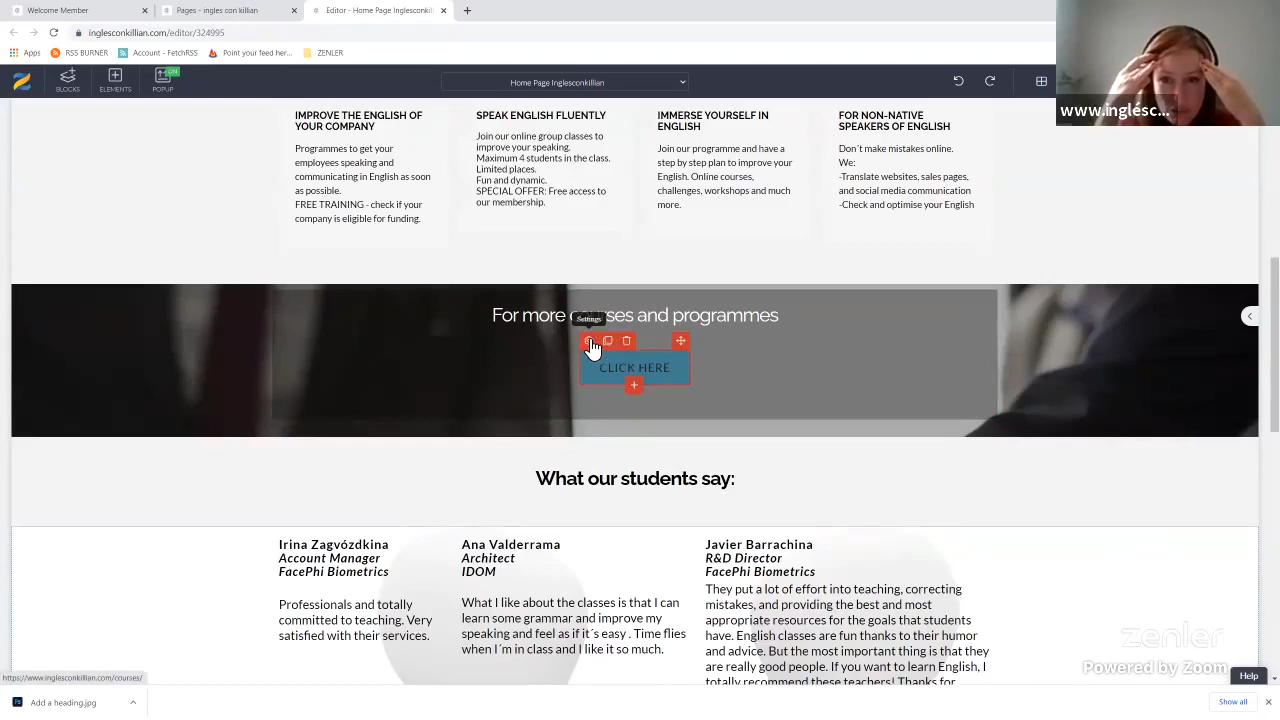 Welcome Member
Pages - ingles con killian
Editor - Home Page Inglesconkilli
inglesconkillian.com/editor/324995
Apps
RSS BURNER
Account - FetchRSS
Point your feed her...
ZENLER
BLOCKS
ELEMENTS
ON
POPUP
Home Page Inglesconkillian
www.inglésc...
IMPROVE THE ENGLISH OF
YOUR COMPANY
Programmes to get your
employees speaking and
communicating in English as soon
as possible.
FREE TRAINING - check if your
company is eligible for funding.
SPEAK ENGLISH FLUENTLY
Join our online group classes to
improve your speaking.
Maximum 4 students in the class.
Limited places.
Fun and dynamic.
SPECIAL OFFER: Free access to
our membership.
IMMERSE YOURSELF IN
ENGLISH
Join our programme and have a
step by step plan to improve your
English. Online courses,
challenges, workshops and much
more.
FOR NON-NATIVE
SPEAKERS OF ENGLISH
Don´t make mistakes online.
We:
-Translate websites, sales pages,
and social media communication
-Check and optimise your English
For more courses and programmes
Settings
CLICK HERE
What our students say:
Irina Zagvózdkina
Account Manager
FacePhi Biometrics
Professionals and totally
committed to teaching. Very
satisfied with their services.
Ana Valderrama
Architect
IDOM
What I like about the classes is that I can
learn some grammar and improve my
speaking and feel as if it´s easy . Time flies
when I´m in class and I like it so much.
Javier Barrachina
R&D Director
FacePhi Biometrics
They put a lot of effort into teaching, correcting
mistakes, and providing the best and most
appropriate resources for the goals that students
have. English classes are fun thanks to their humor
and advice. But the most important thing is that they
are really good people. If you want to learn English, I
totally recommend these teachers! Thanks for
zenler
Powered by Zoom
Help
https://www.inglesconkillian.com/courses/
Add a heading.jpg
Show all